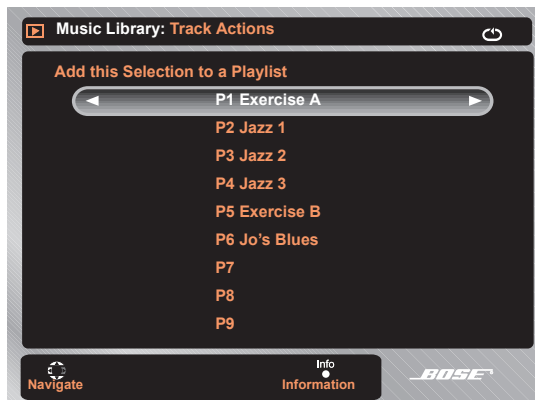 Music Library: Track Actions
Add this Selection to a Playlist
P1 Exercise A
P2 Jazz 1
P3 Jazz 2
P4 Jazz 3
P5 Exercise B
P6 Jo’s Blues
P7
P8
P9
Navigate
Info
Information
BOSE